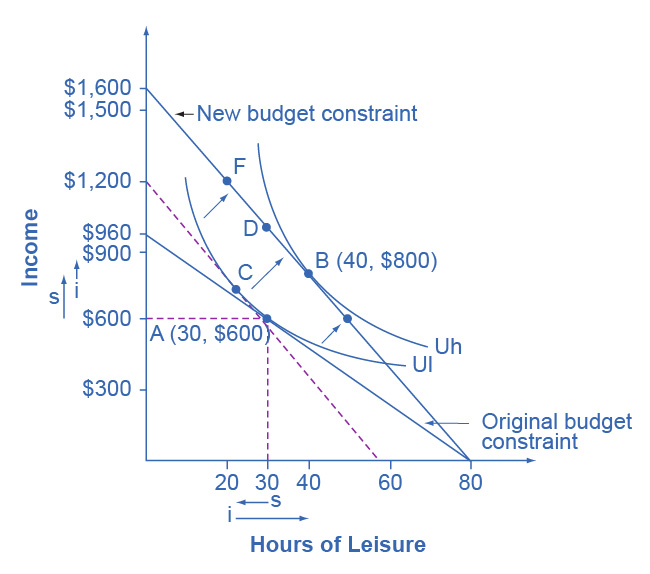 $1,600
$1,500
New budget constraint
F
$1,200
D
$960
$900
B (40, $800)
C
Income
s
i
$600
A (30, $600)
Uh
Ul
$300
Original budget
constraint
20 30 40 60 80
s
i
Hours of Leisure